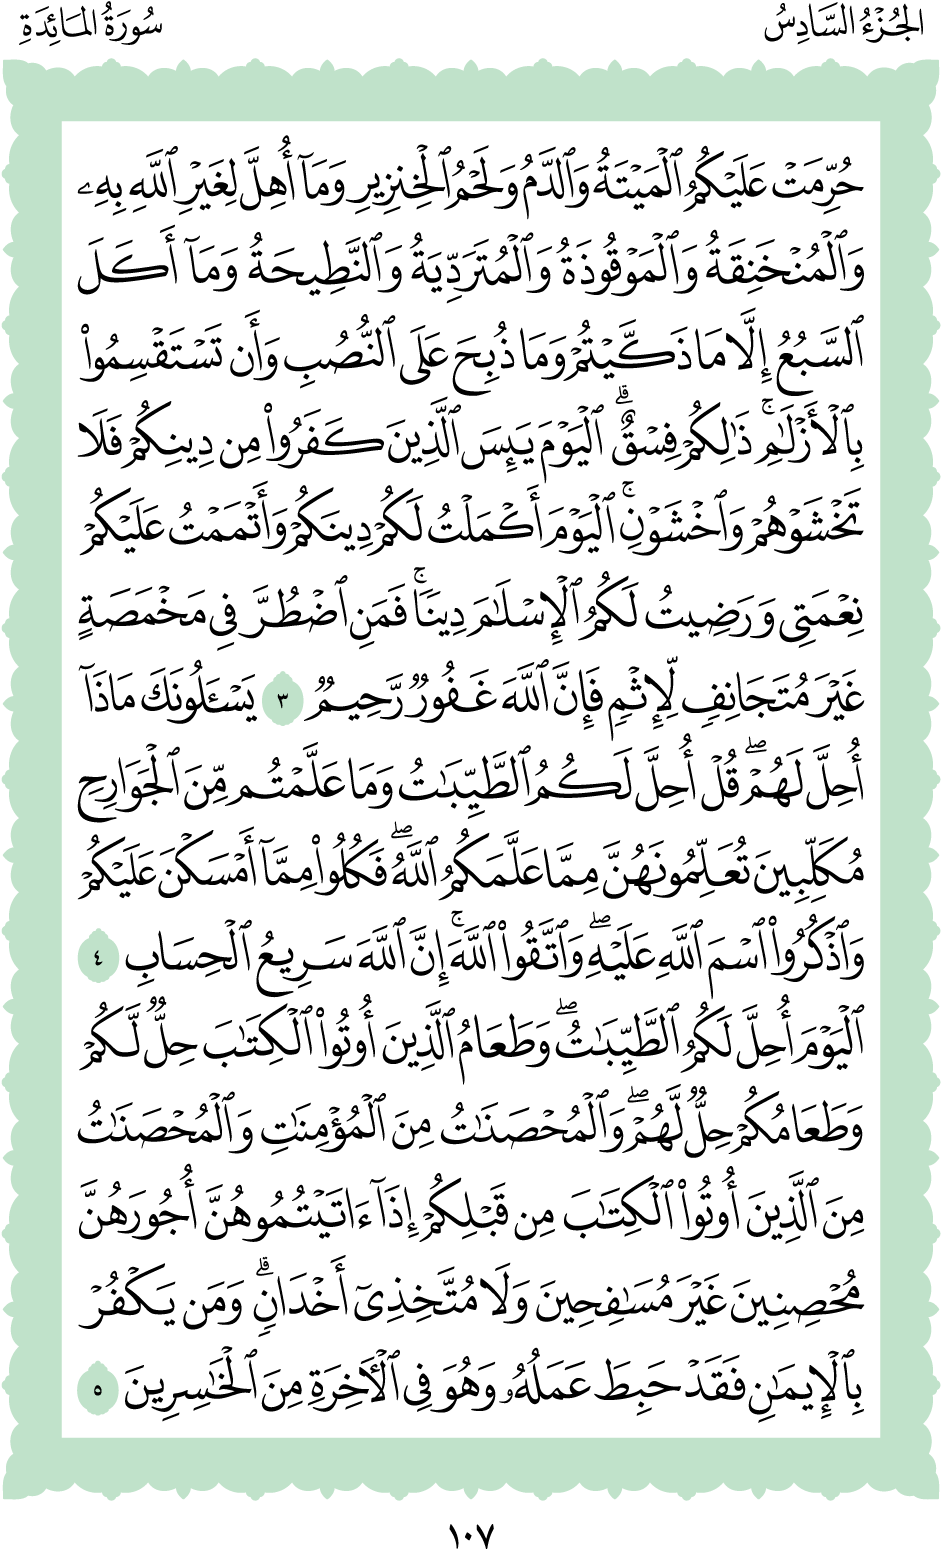 الجُزْءُ السَّادِسُ
سُورَةُ المَائِدَةِ
حُرِّمَتۡ عَلَيۡكُمُ ٱلۡمَيۡتَةُ وَٱلدَّمُ وَلَحۡمُ ٱلۡخِنزِيرِ وَمَآ أُهِلَّ لِغَيۡرِ ٱللَّهِ بِهِۦ
وَٱلۡمُنۡخَنِقَةُ وَٱلۡمَوۡقُوذَةُ وَٱلۡمُتَرَدِّيَةُ وَٱلنَّطِيحَةُ وَمَآ أَكَلَ
ٱلسَّبُعُ إِلَّا مَا ذَكَّيۡتُمۡ وَمَا ذُبِحَ عَلَى ٱلنُّصُبِ وَأَن تَسۡتَقۡسِمُواْ
بِٱلۡأَزۡلَٰمِۚ ذَٰلِكُمۡ فِسۡقٌۗ ٱلۡيَوۡمَ يَئِسَ ٱلَّذِينَ كَفَرُواْ مِن دِينِكُمۡ فَلَا
تَخۡشَوۡهُمۡ وَٱخۡشَوۡنِۚ ٱلۡيَوۡمَ أَكۡمَلۡتُ لَكُمۡ دِينَكُمۡ وَأَتۡمَمۡتُ عَلَيۡكُمۡ
نِعۡمَتِي وَرَضِيتُ لَكُمُ ٱلۡإِسۡلَٰمَ دِينٗاۚ فَمَنِ ٱضۡطُرَّ فِي مَخۡمَصَةٍ
غَيۡرَ مُتَجَانِفٖ لِّإِثۡمٖ فَإِنَّ ٱللَّهَ غَفُورٞ رَّحِيمٞ ٣ يَسۡـَٔلُونَكَ مَاذَآ
أُحِلَّ لَهُمۡۖ قُلۡ أُحِلَّ لَكُمُ ٱلطَّيِّبَٰتُ وَمَا عَلَّمۡتُم مِّنَ ٱلۡجَوَارِحِ
مُكَلِّبِينَ تُعَلِّمُونَهُنَّ مِمَّا عَلَّمَكُمُ ٱللَّهُۖ فَكُلُواْ مِمَّآ أَمۡسَكۡنَ عَلَيۡكُمۡ
وَٱذۡكُرُواْ ٱسۡمَ ٱللَّهِ عَلَيۡهِۖ وَٱتَّقُواْ ٱللَّهَۚ إِنَّ ٱللَّهَ سَرِيعُ ٱلۡحِسَابِ ٤
ٱلۡيَوۡمَ أُحِلَّ لَكُمُ ٱلطَّيِّبَٰتُۖ وَطَعَامُ ٱلَّذِينَ أُوتُواْ ٱلۡكِتَٰبَ حِلّٞ لَّكُمۡ
وَطَعَامُكُمۡ حِلّٞ لَّهُمۡۖ وَٱلۡمُحۡصَنَٰتُ مِنَ ٱلۡمُؤۡمِنَٰتِ وَٱلۡمُحۡصَنَٰتُ
مِنَ ٱلَّذِينَ أُوتُواْ ٱلۡكِتَٰبَ مِن قَبۡلِكُمۡ إِذَآ ءَاتَيۡتُمُوهُنَّ أُجُورَهُنَّ
مُحۡصِنِينَ غَيۡرَ مُسَٰفِحِينَ وَلَا مُتَّخِذِيٓ أَخۡدَانٖۗ وَمَن يَكۡفُرۡ
بِٱلۡإِيمَٰنِ فَقَدۡ حَبِطَ عَمَلُهُۥ وَهُوَ فِي ٱلۡأٓخِرَةِ مِنَ ٱلۡخَٰسِرِينَ ٥
١٠٧